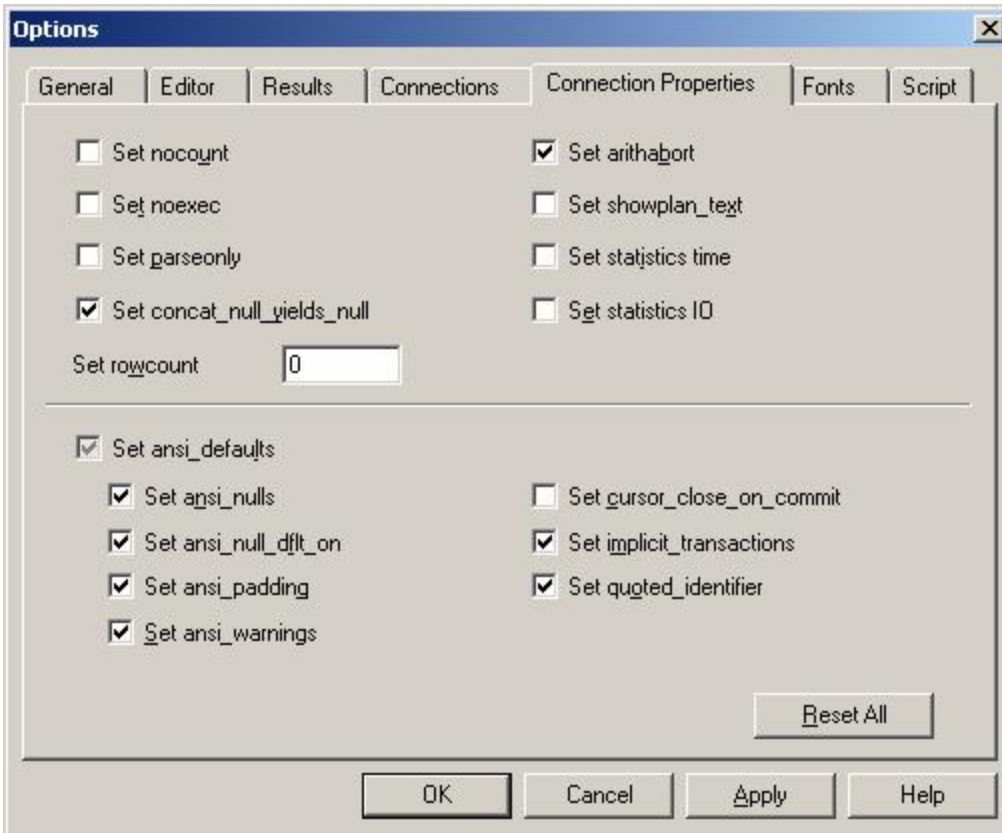 Options
General Editor Results Connections Connection Properties Fonts Script
Set nocount
Set noexec
Set parseonly
Set concat_null_yields_null
Set rowcount 0
Set arithabort
Set showplan_text
Set statistics time
Set statistics IO
Set ansi_defaults
Set ansi_nulls
Set ansi_null_dflt_on
Set ansi_padding
Set ansi_warnings
Set cursor_close_on_commit
Set implicit_transactions
Set quoted_identifier
Reset All
OK Cancel Apply Help